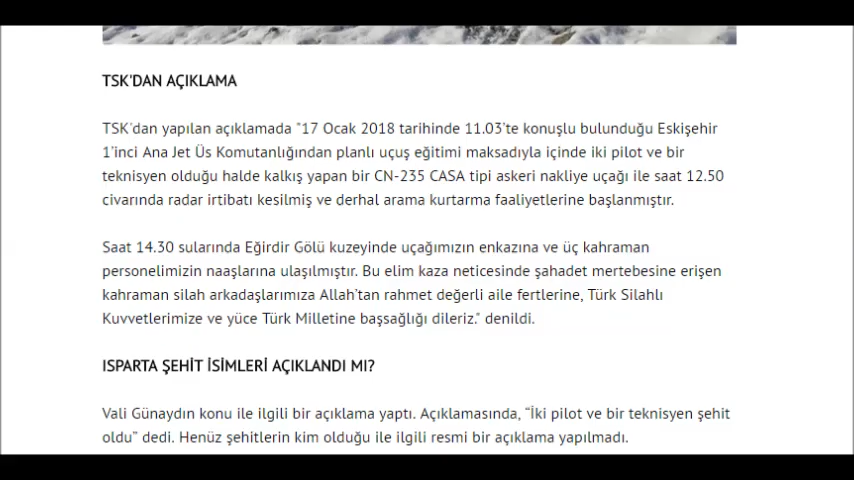 TSK'DAN AÇIKLAMA
TSK'dan yapılan açıklamada "17 Ocak 2018 tarihinde 11.03'te konuşlu bulunduğu Eskişehir
1'inci Ana Jet Üs Komutanlığından planlı uçuş eğitimi maksadıyla içinde iki pilot ve bir
teknisyen olduğu halde kalkış yapan bir CN-235 CASA tipi askeri nakliye uçağı ile saat 12.50
civarında radar irtibatı kesilmiş ve derhal arama kurtarma faaliyetlerine başlanmıştır.
Saat 14.30 sularında Eğirdir Gölü kuzeyinde uçağımızın enkazına ve üç kahraman
personelimizin naaşlarına ulaşılmıştır. Bu elim kaza neticesinde şahadet mertebesine erişen
kahraman silah arkadaşlarımıza Allah'tan rahmet değerli aile fertlerine, Türk Silahlı
Kuvvetlerimize ve yüce Türk Milletine başsağlığı dileriz." denildi.
ISPARTA ŞEHİT İSİMLERİ AÇIKLANDI MI?
Vali Günaydın konu ile ilgili bir açıklama yaptı. Açıklamasında, “İki pilot ve bir teknisyen şehit
oldu” dedi. Henüz şehitlerin kim olduğu ile ilgili resmi bir açıklama yapılmadı.